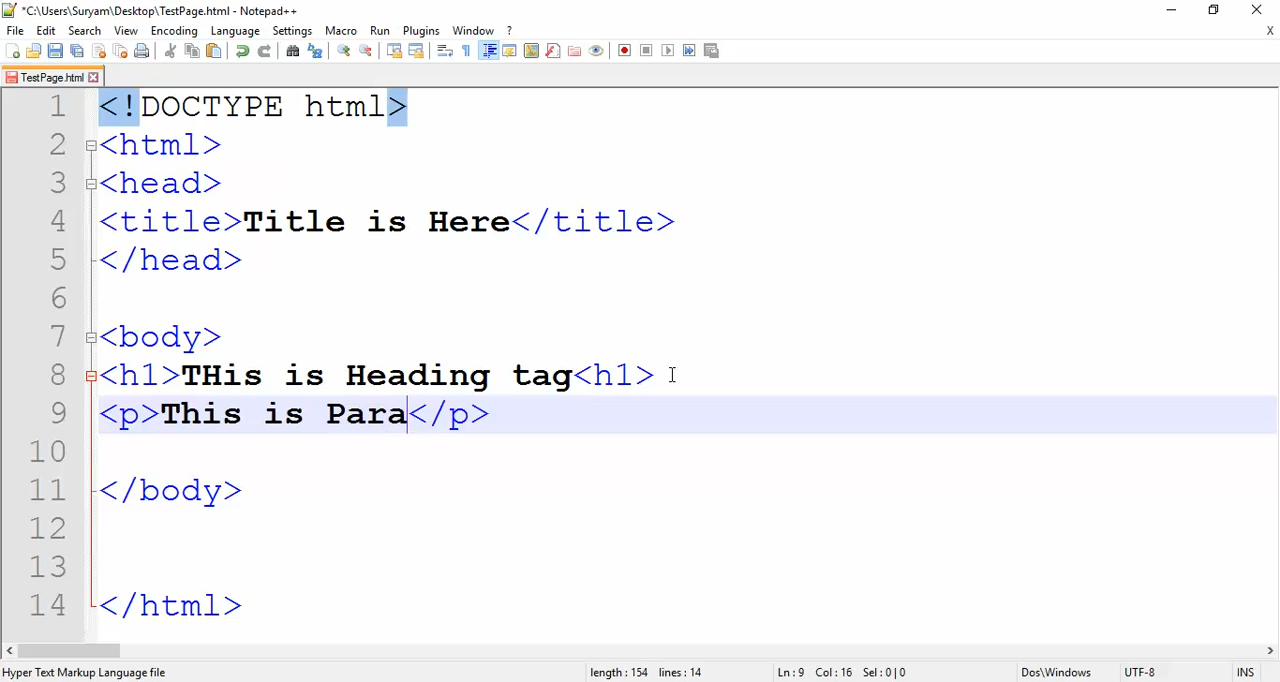 *C:\Users\Suryam\Desktop\TestPage.html - Notepad++
File Edit Search View Encoding Language Settings Macro Run Plugins Window ? X
TestPage.html
1 <!DOCTYPE html>
2 <html>
3 <head>
4 <title>Title is Here</title>
5 </head>
6
7 <body>
8 <h1>THis is Heading tag<h1>
9 <p>This is Para</p>
10
11 </body>
12
13
14 </html>
Hyper Text Markup Language file length : 154 lines : 14 Ln : 9 Col : 16 Sel : 0 | 0 Dos\Windows UTF-8 INS